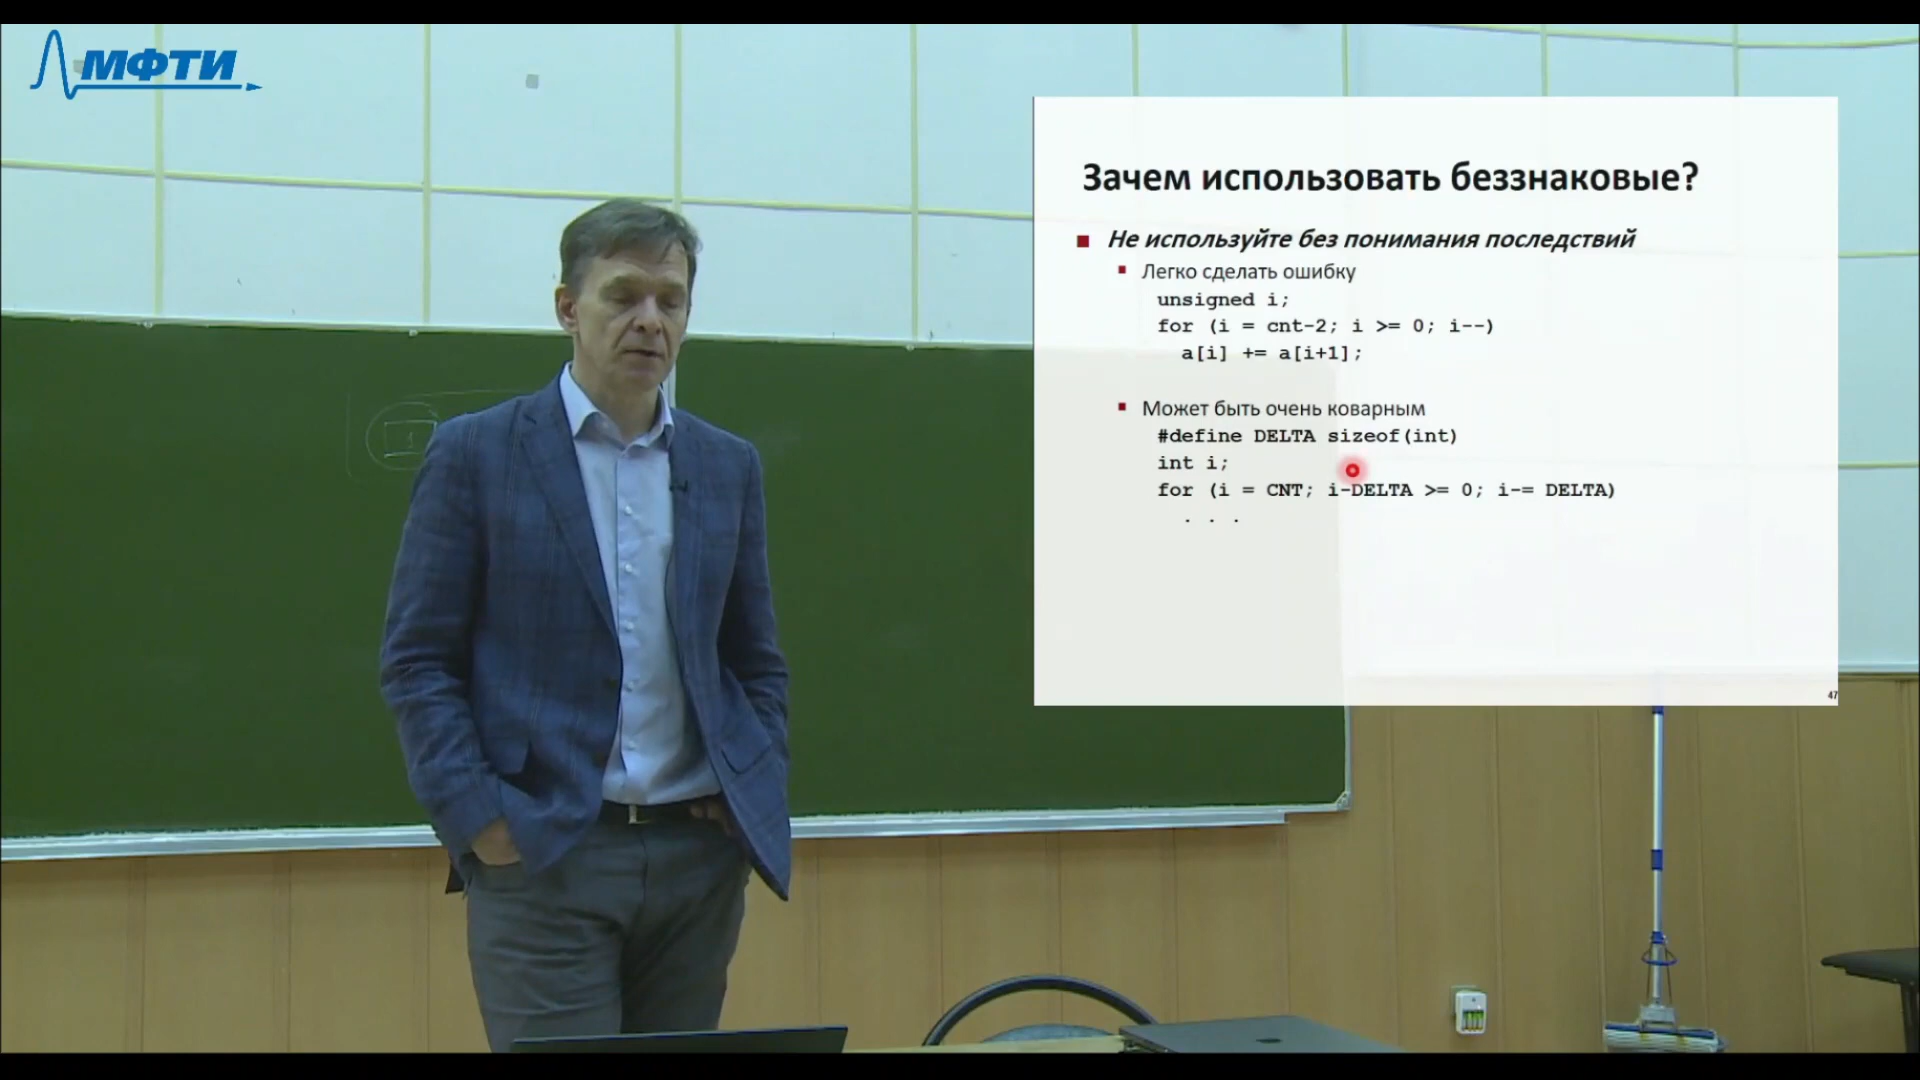 МФТИ
Зачем использовать беззнаковые?
Не используйте без понимания последствий
Легко сделать ошибку
unsigned i;
for (i = cnt-2; i >= 0; i--)
a[i] += a[i+1];
Может быть очень коварным
#define DELTA sizeof(int)
int i;
for (i = CNT; i-DELTA >= 0; i-= DELTA)
. . .
47
1